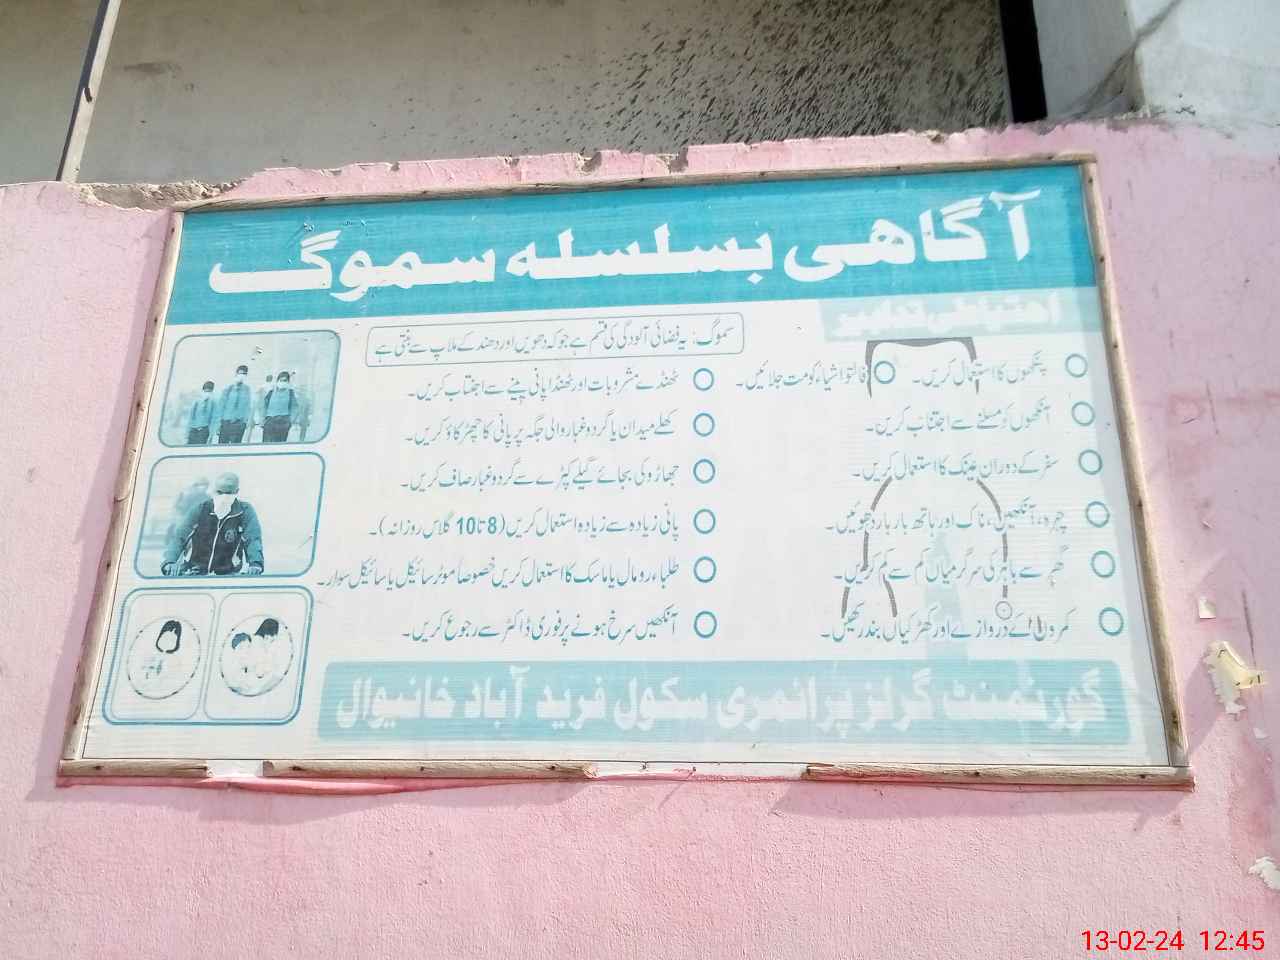 آگاہی بسلسلہ سموگ
احتیاطی تدابیر
سموگ: یہ فضائی آلودگی کی قسم ہے جو کہ دھویں اور دھند کے ملاپ سے بنتی ہے
پنکھوں کا استعمال کریں۔
فالتو اشیاء کو مت جلائیں۔
آنکھوں کو مسلنے سے اجتناب کریں۔
سفر کے دوران عینک کا استعمال کریں۔
چہرہ، آنکھیں، ناک اور ہاتھ بار بار دھوئیں۔
گھر سے باہر کی سرگرمیاں کم سے کم کریں۔
کمروں کے دروازے اور کھڑکیاں بند رکھیں۔
ٹھنڈے مشروبات اور ٹھنڈا پانی پینے سے اجتناب کریں۔
کھلے میدان یا گرد و غبار والی جگہ پر پانی کا چھڑکاؤ کریں۔
جھاڑو کی بجائے گیلے کپڑے سے گرد و غبار صاف کریں۔
پانی زیادہ سے زیادہ استعمال کریں (8 تا 10 گلاس روزانہ)۔
طلباء رومال یا ماسک کا استعمال کریں خصوصاً موٹر سائیکل یا سائیکل سوار۔
آنکھیں سرخ ہونے پر فوری ڈاکٹر سے رجوع کریں۔
گورنمنٹ گرلز پرائمری سکول فرید آباد خانیوال
13-02-24 12:45